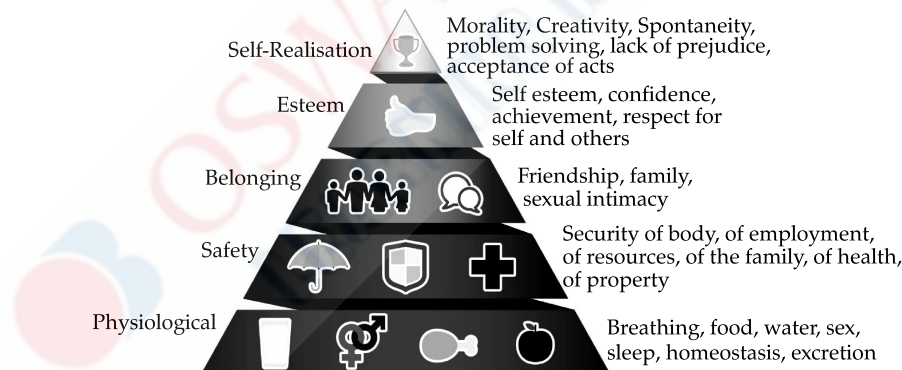 Self-Realisation
Morality, Creativity, Spontaneity,
problem solving, lack of prejudice,
acceptance of acts
Esteem
Self esteem, confidence,
achievement, respect for
self and others
Belonging
Friendship, family,
sexual intimacy
Safety
Security of body, of employment,
of resources, of the family, of health,
of property
Physiological
Breathing, food, water, sex,
sleep, homeostasis, excretion